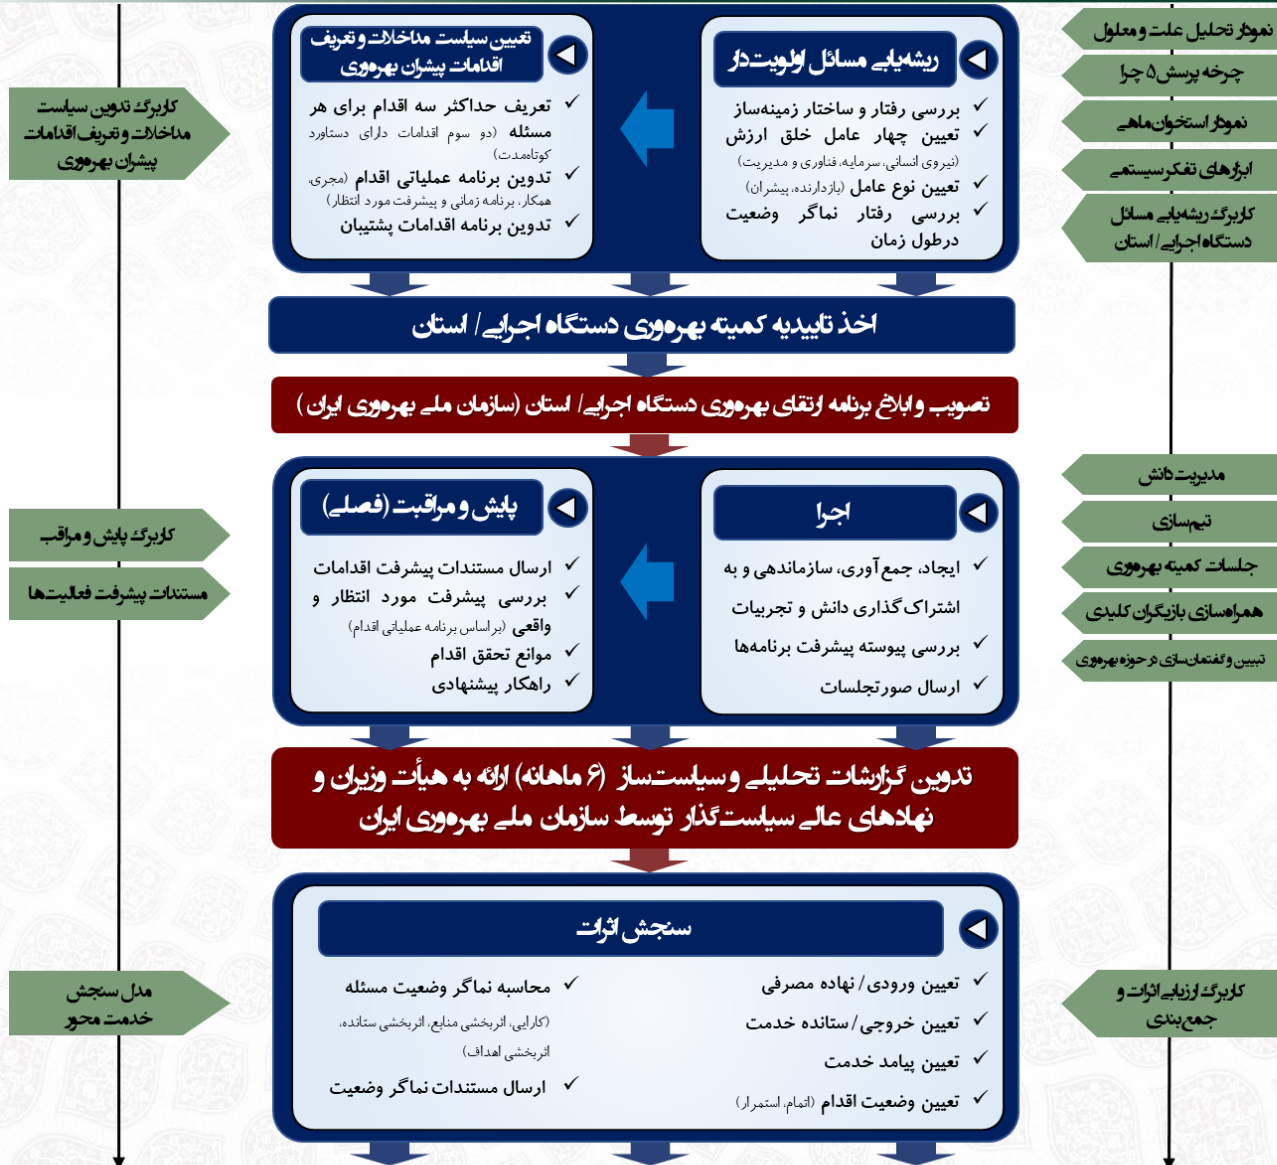 نمودار تحلیل علت و معلول
چرخه پرسش ۵ چرا
نمودار استخوان‌ماهی
ابزارهای تفکر سیستمی
کاربرگ ریشه‌یابی مسائل
دستگاه اجرایی/ استان
ریشه‌یابی مسائل اولویت‌دار
بررسی رفتار و ساختار زمینه‌ساز
تعیین چهار عامل خلق ارزش
(نیروی انسانی، سرمایه، فناوری و مدیریت)
تعیین نوع عامل (بازدارنده، پیشران)
بررسی رفتار نماگر وضعیت
درطول زمان
تعیین سیاست مداخلات و تعریف
اقدامات پیشران بهره‌وری
تعریف حداکثر سه اقدام برای هر
مسئله (دو سوم اقدامات دارای دستاورد
کوتاه‌مدت)
تدوین برنامه عملیاتی اقدام (مجری،
همکار، برنامه زمانی و پیشرفت مورد انتظار)
تدوین برنامه اقدامات پشتیبان
کاربرگ تدوین سیاست
مداخلات و تعریف اقدامات
پیشران بهره‌وری
اخذ تاییدیه کمیته بهره‌وری دستگاه اجرایی/ استان
تصویب و ابلاغ برنامه ارتقای بهره‌وری دستگاه اجرایی/ استان (سازمان ملی بهره‌وری ایران )
مدیریت دانش
تیم‌سازی
جلسات کمیته بهره‌وری
همراه‌سازی بازیگران کلیدی
تبیین و گفتمان‌سازی در حوزه بهره‌وری
اجرا
ایجاد، جمع‌آوری، سازماندهی و به
اشتراک‌گذاری دانش و تجربیات
بررسی پیوسته پیشرفت برنامه‌ها
ارسال صورتجلسات
پایش و مراقبت (فصلی)
ارسال مستندات پیشرفت اقدامات
بررسی پیشرفت مورد انتظار و
واقعی (بر اساس برنامه عملیاتی اقدام)
موانع تحقق اقدام
راهکار پیشنهادی
کاربرگ پایش و مراقب
مستندات پیشرفت فعالیت‌ها
تدوین گزارشات تحلیلی و سیاست‌ساز (۶ ماهانه) ارائه به هیأت وزیران و
نهادهای عالی سیاست‌گذار توسط سازمان ملی بهره‌وری ایران
سنجش اثرات
تعیین ورودی/ نهاده مصرفی
تعیین خروجی/ ستانده خدمت
تعیین پیامد خدمت
تعیین وضعیت اقدام (اتمام، استمرار)
محاسبه نماگر وضعیت مسئله
(کارایی، اثربخشی منابع، اثربخشی ستانده،
اثربخشی اهداف)
ارسال مستندات نماگر وضعیت
کاربرگ ارزیابی اثرات و
جمع‌بندی
مدل سنجش
خدمت محور